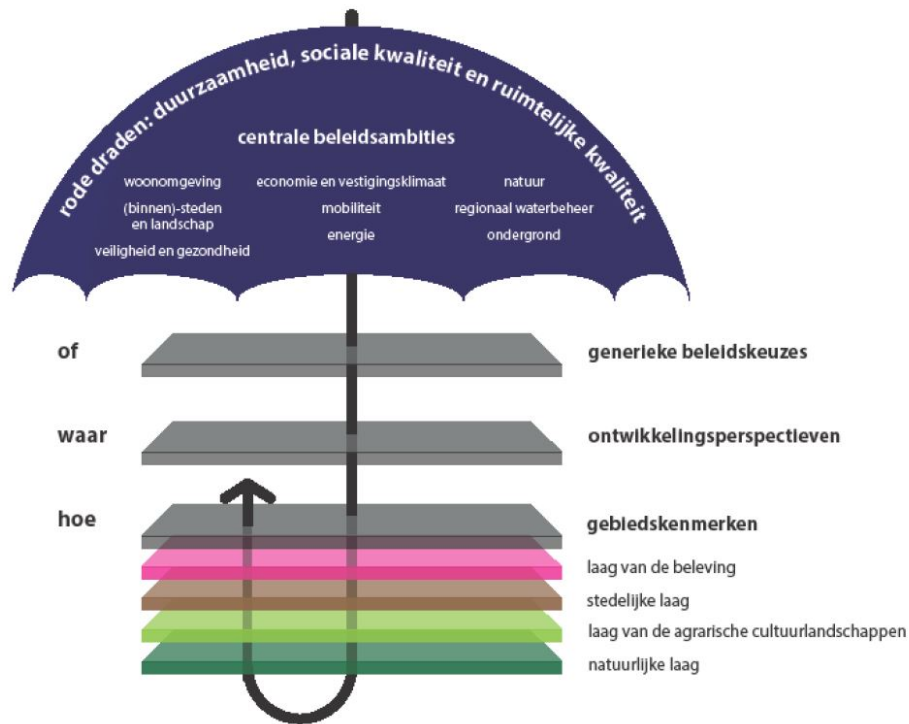 rode draden: duurzaamheid, sociale kwaliteit en ruimtelijke kwaliteit
centrale beleidsambities
woonomgeving
(binnen)-steden
en landschap
veiligheid en gezondheid
economie en vestigingsklimaat
mobiliteit
energie
natuur
regionaal waterbeheer
ondergrond
of
generieke beleidskeuzes
waar
ontwikkelingsperspectieven
hoe
gebiedskenmerken
laag van de beleving
stedelijke laag
laag van de agrarische cultuurlandschappen
natuurlijke laag